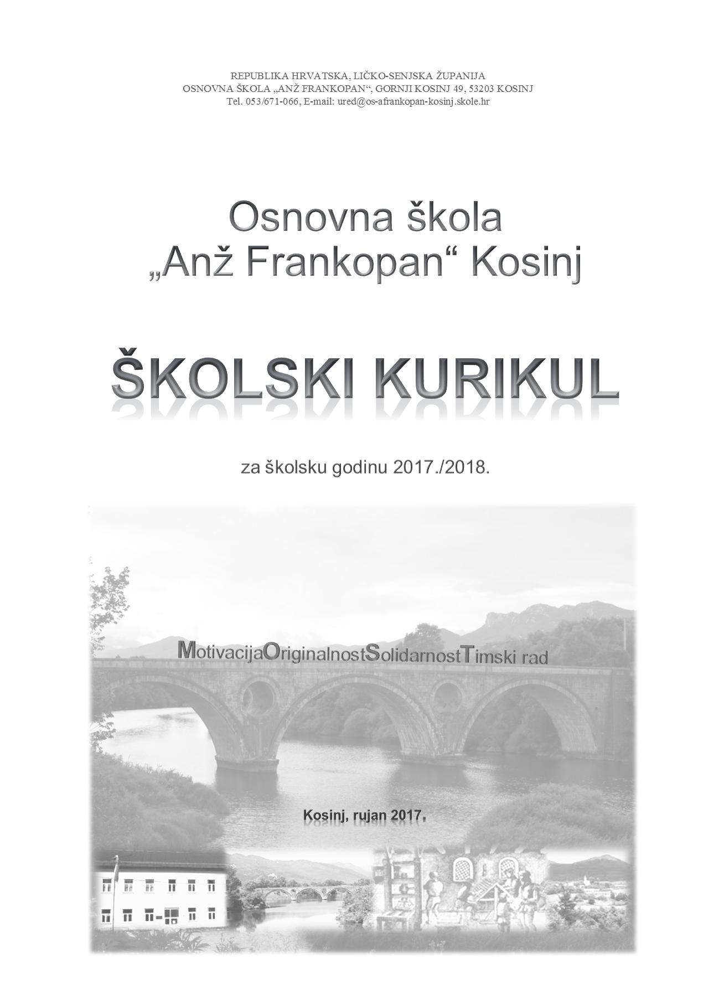 REPUBLIKA HRVATSKA, LIČKO-SENJSKA ŽUPANIJA
OSNOVNA ŠKOLA „ANŽ FRANKOPAN“, GORNJI KOSINJ 49, 53203 KOSINJ
Tel. 053/671-066, E-mail: ured@os-afrankopan-kosinj.skole.hr
Osnovna škola
„Anž Frankopan“ Kosinj
ŠKOLSKI KURIKUL
za školsku godinu 2017./2018.
MotivacijaOriginalnostSolidarnostTimski rad
Kosinj, rujan 2017.